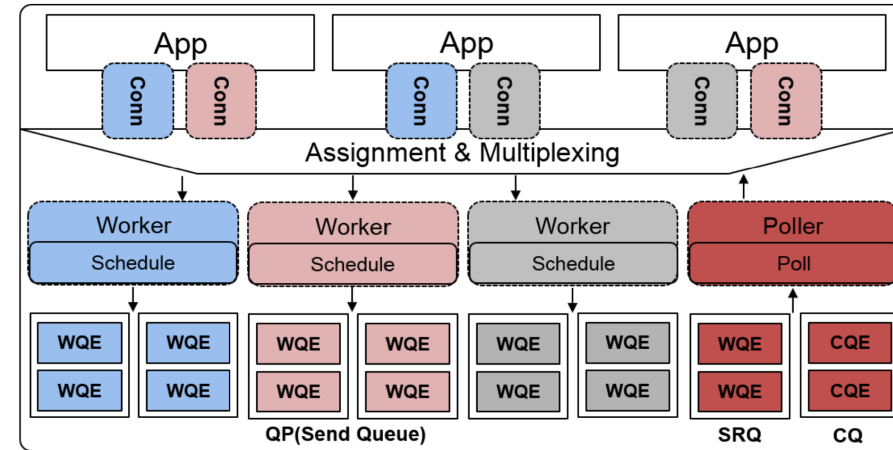 App App App
Conn Conn Conn Conn Conn Conn
Assignment & Multiplexing
Worker Worker Worker Poller
Schedule Schedule Schedule Poll
WQE WQE WQE WQE WQE WQE WQE CQE
WQE WQE WQE WQE WQE WQE WQE CQE
QP(Send Queue) SRQ CQ